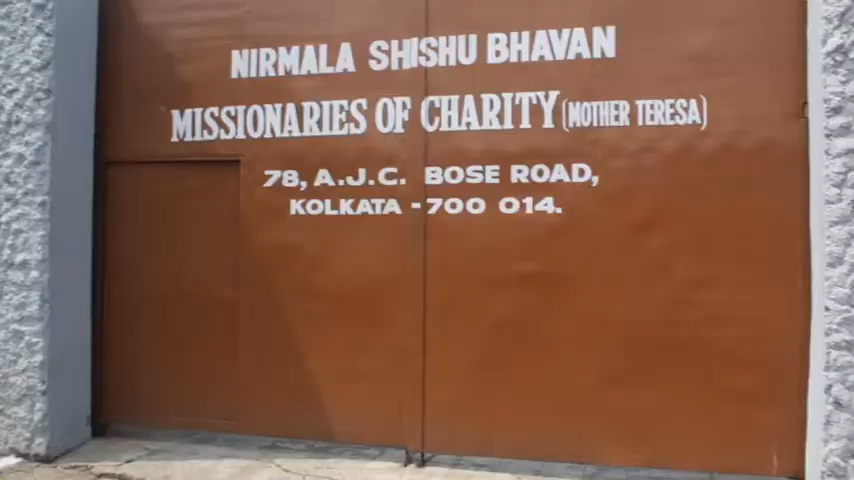 NIRMALA SHISHU BHAVAN
MISSIONARIES OF CHARITY (MOTHER TERESA)
78, A.J.C. BOSE ROAD,
KOLKATA - 700 014.